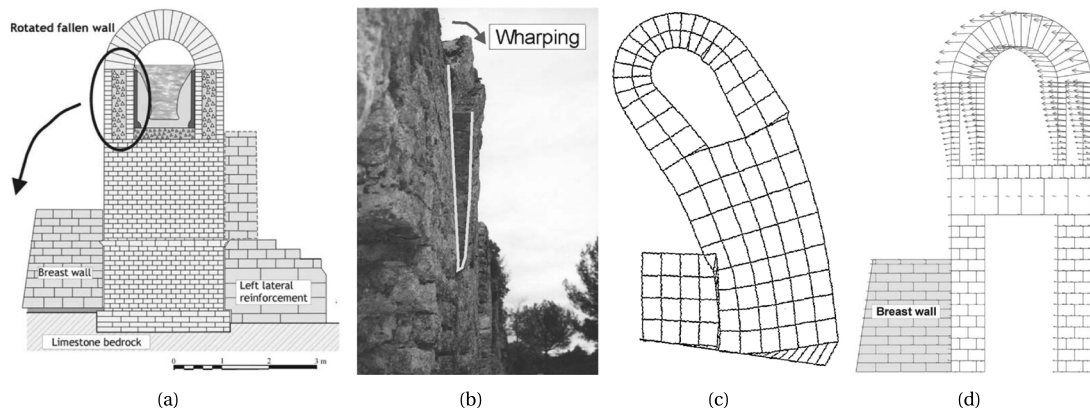 Rotated fallen wall
Breast wall
Left lateral
reinforcement
Limestone bedrock
0 1 2 3 m
Wharping
Breast wall
(a)
(b)
(c)
(d)